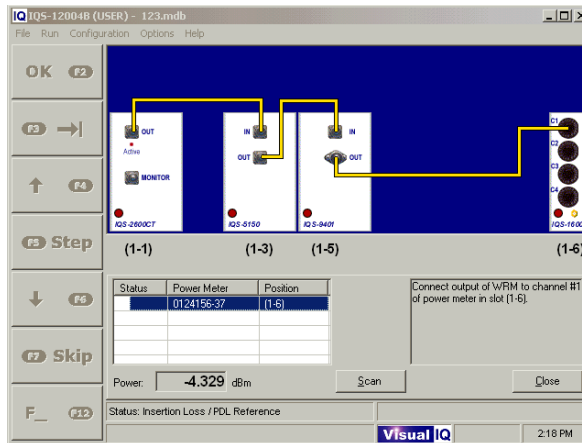 IQ IQS-12004B (USER) - 123.mdb
File Run Configuration Options Help
OK F2
F3
F4
F5 Step
F6
F7 Skip
F_ F12
OUT
Active
MONITOR
IQS-2600CT
IN
OUT
IQS-5150
IN
OUT
IQS-9401
C1
C2
C3
C4
IQS-1600
(1-1) (1-3) (1-5) (1-6)
Status Power Meter Position
0124156-37 (1-6)
Connect output of WRM to channel #1
of power meter in slot (1-6).
Power: -4.329 dBm Scan Close
Status: Insertion Loss / PDL Reference
Visual IQ 2:18 PM